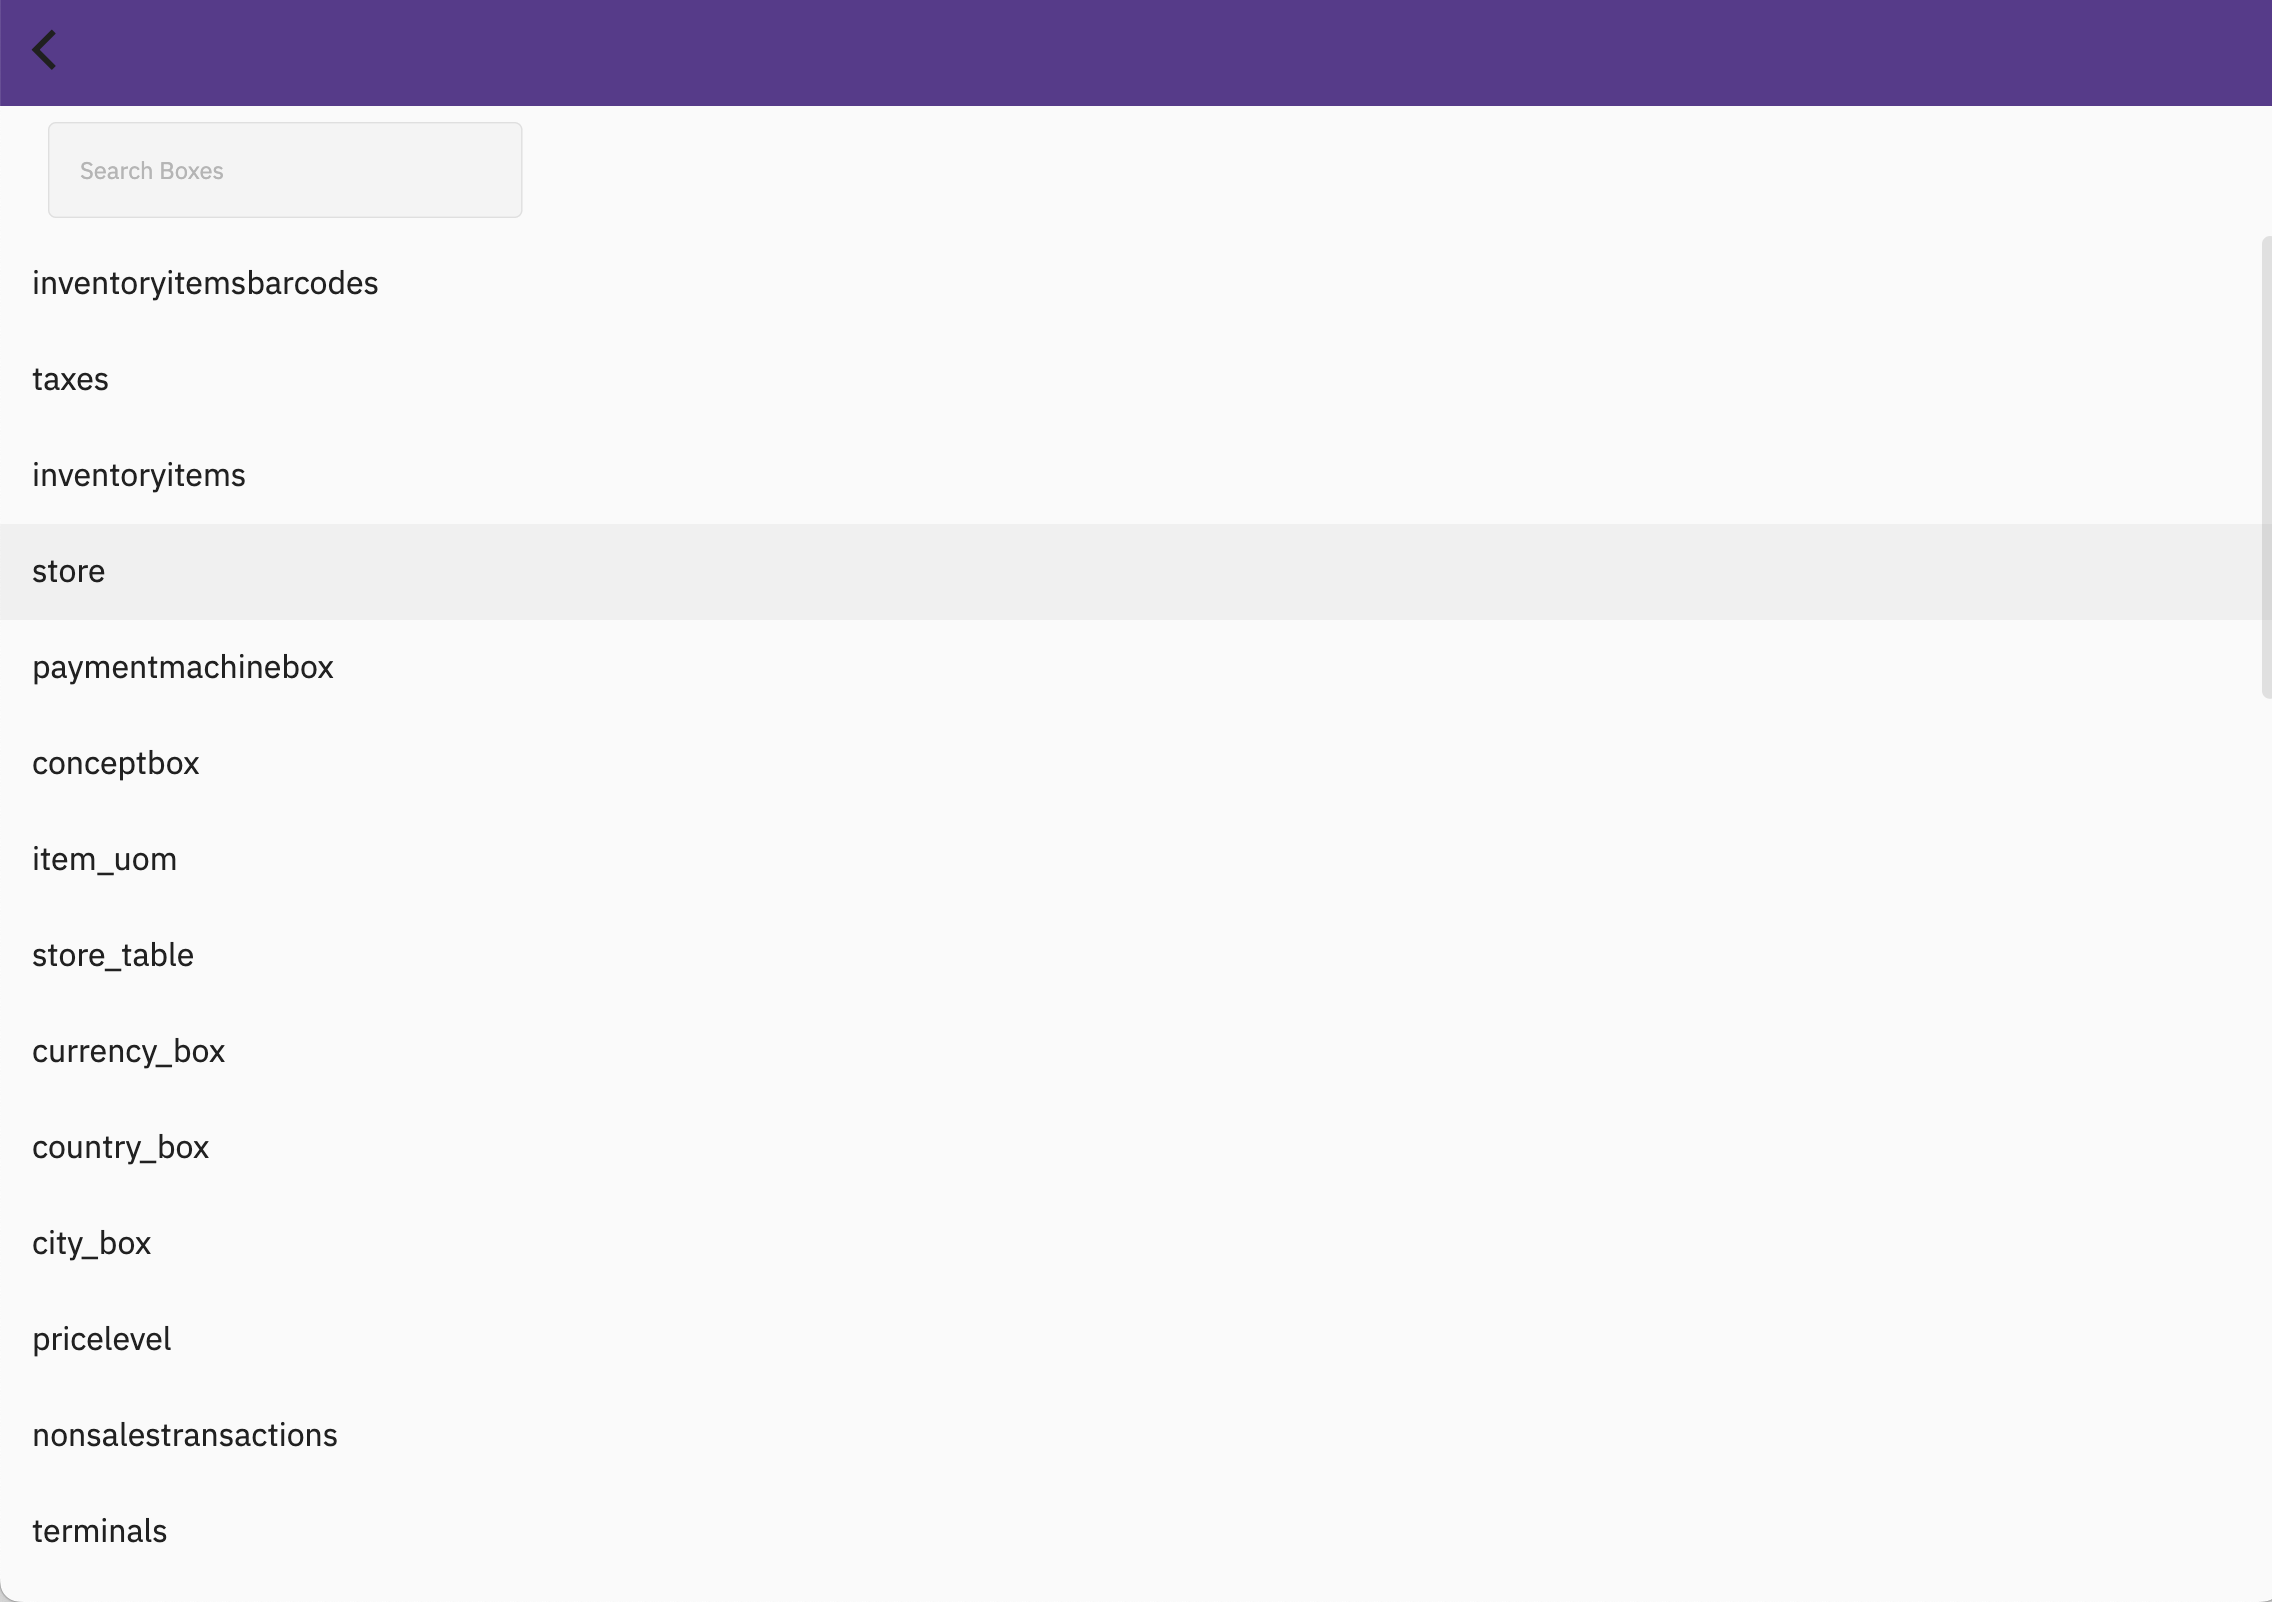 Search Boxes
inventoryitemsbarcodes
taxes
inventoryitems
store
paymentmachinebox
conceptbox
item_uom
store_table
currency_box
country_box
city_box
pricelevel
nonsalestransactions
terminals